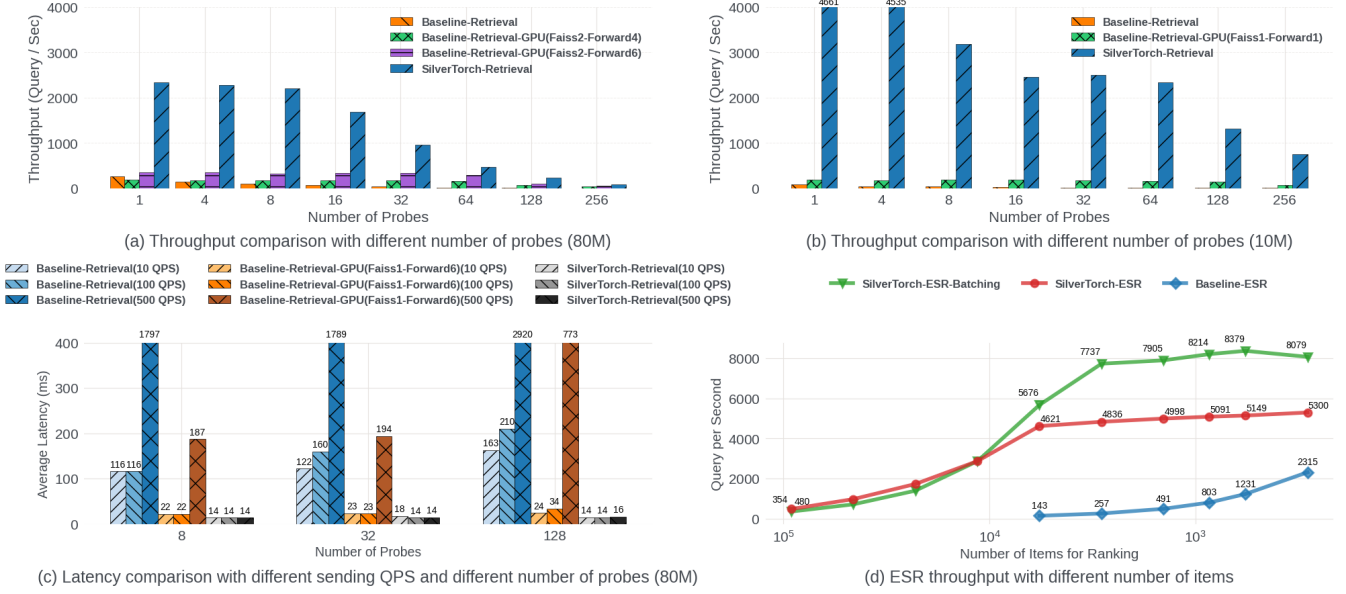 4000
3000
2000
1000
0
Throughput (Query / Sec)
Baseline-Retrieval
Baseline-Retrieval-GPU(Faiss2-Forward4)
Baseline-Retrieval-GPU(Faiss2-Forward6)
SilverTorch-Retrieval
1 4 8 16 32 64 128 256
Number of Probes
(a) Throughput comparison with different number of probes (80M)
4000
3000
2000
1000
0
Throughput (Query / Sec)
4661 4535
Baseline-Retrieval
Baseline-Retrieval-GPU(Faiss1-Forward1)
SilverTorch-Retrieval
1 4 8 16 32 64 128 256
Number of Probes
(b) Throughput comparison with different number of probes (10M)
Baseline-Retrieval(10 QPS) Baseline-Retrieval-GPU(Faiss1-Forward6)(10 QPS) SilverTorch-Retrieval(10 QPS)
Baseline-Retrieval(100 QPS) Baseline-Retrieval-GPU(Faiss1-Forward6)(100 QPS) SilverTorch-Retrieval(100 QPS)
Baseline-Retrieval(500 QPS) Baseline-Retrieval-GPU(Faiss1-Forward6)(500 QPS) SilverTorch-Retrieval(500 QPS)
400
300
200
100
0
Average Latency (ms)
116 116 1797 22 22 187 14 14 14
122 160 1789 23 23 194 18 14 14
163 210 2920 24 34 773 14 14 16
8 32 128
Number of Probes
(c) Latency comparison with different sending QPS and different number of probes (80M)
SilverTorch-ESR-Batching SilverTorch-ESR Baseline-ESR
8000
6000
4000
2000
0
Query per Second
354 5676 7737 7905 8214 8379 8079
480 4621 4836 4998 5091 5149 5300
143 257 491 803 1231 2315
10⁵ 10⁴ 10³
Number of Items for Ranking
(d) ESR throughput with different number of items